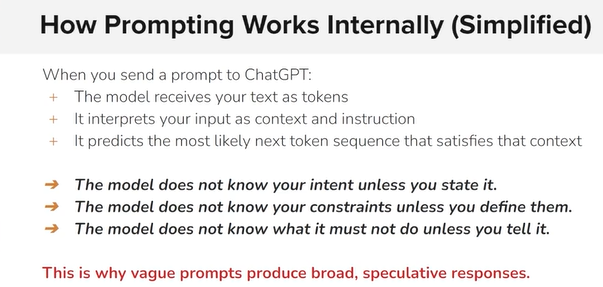 How Prompting Works Internally (Simplified)
When you send a prompt to ChatGPT:
+ The model receives your text as tokens
+ It interprets your input as context and instruction
+ It predicts the most likely next token sequence that satisfies that context
➔ The model does not know your intent unless you state it.
➔ The model does not know your constraints unless you define them.
➔ The model does not know what it must not do unless you tell it.
This is why vague prompts produce broad, speculative responses.